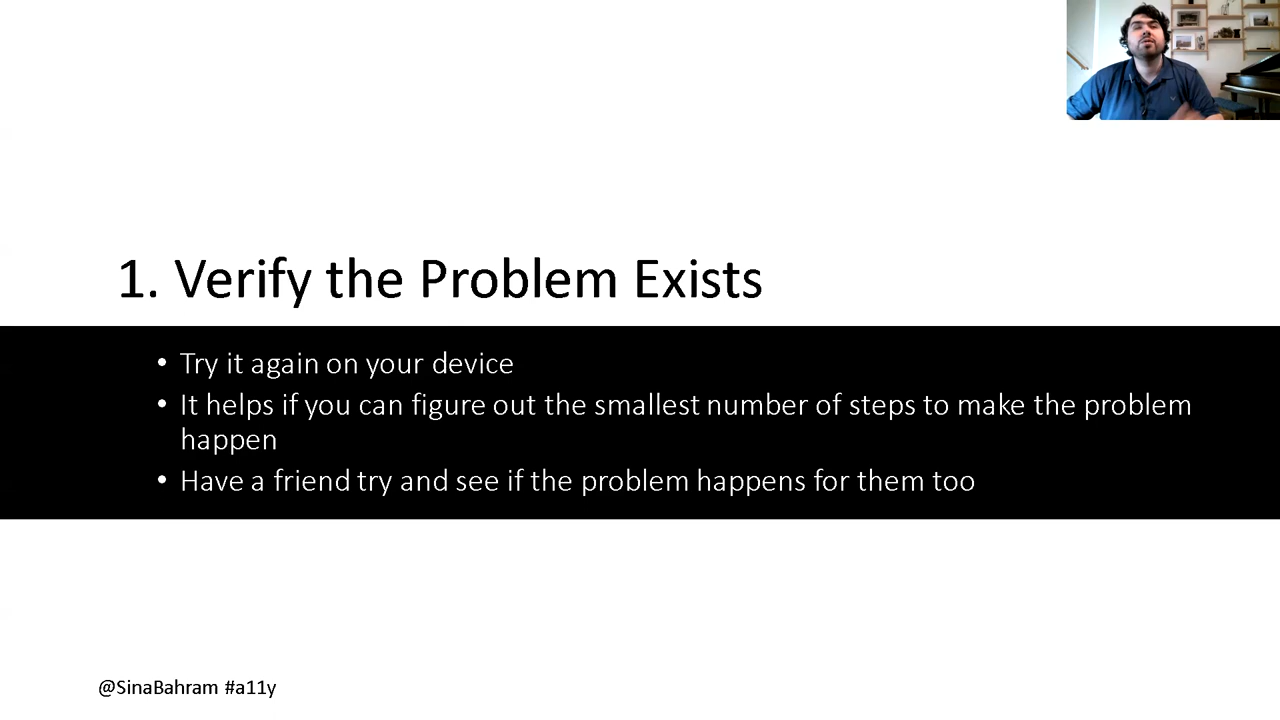 1. Verify the Problem Exists
• Try it again on your device
• It helps if you can figure out the smallest number of steps to make the problem
happen
• Have a friend try and see if the problem happens for them too
@SinaBahram #a11y